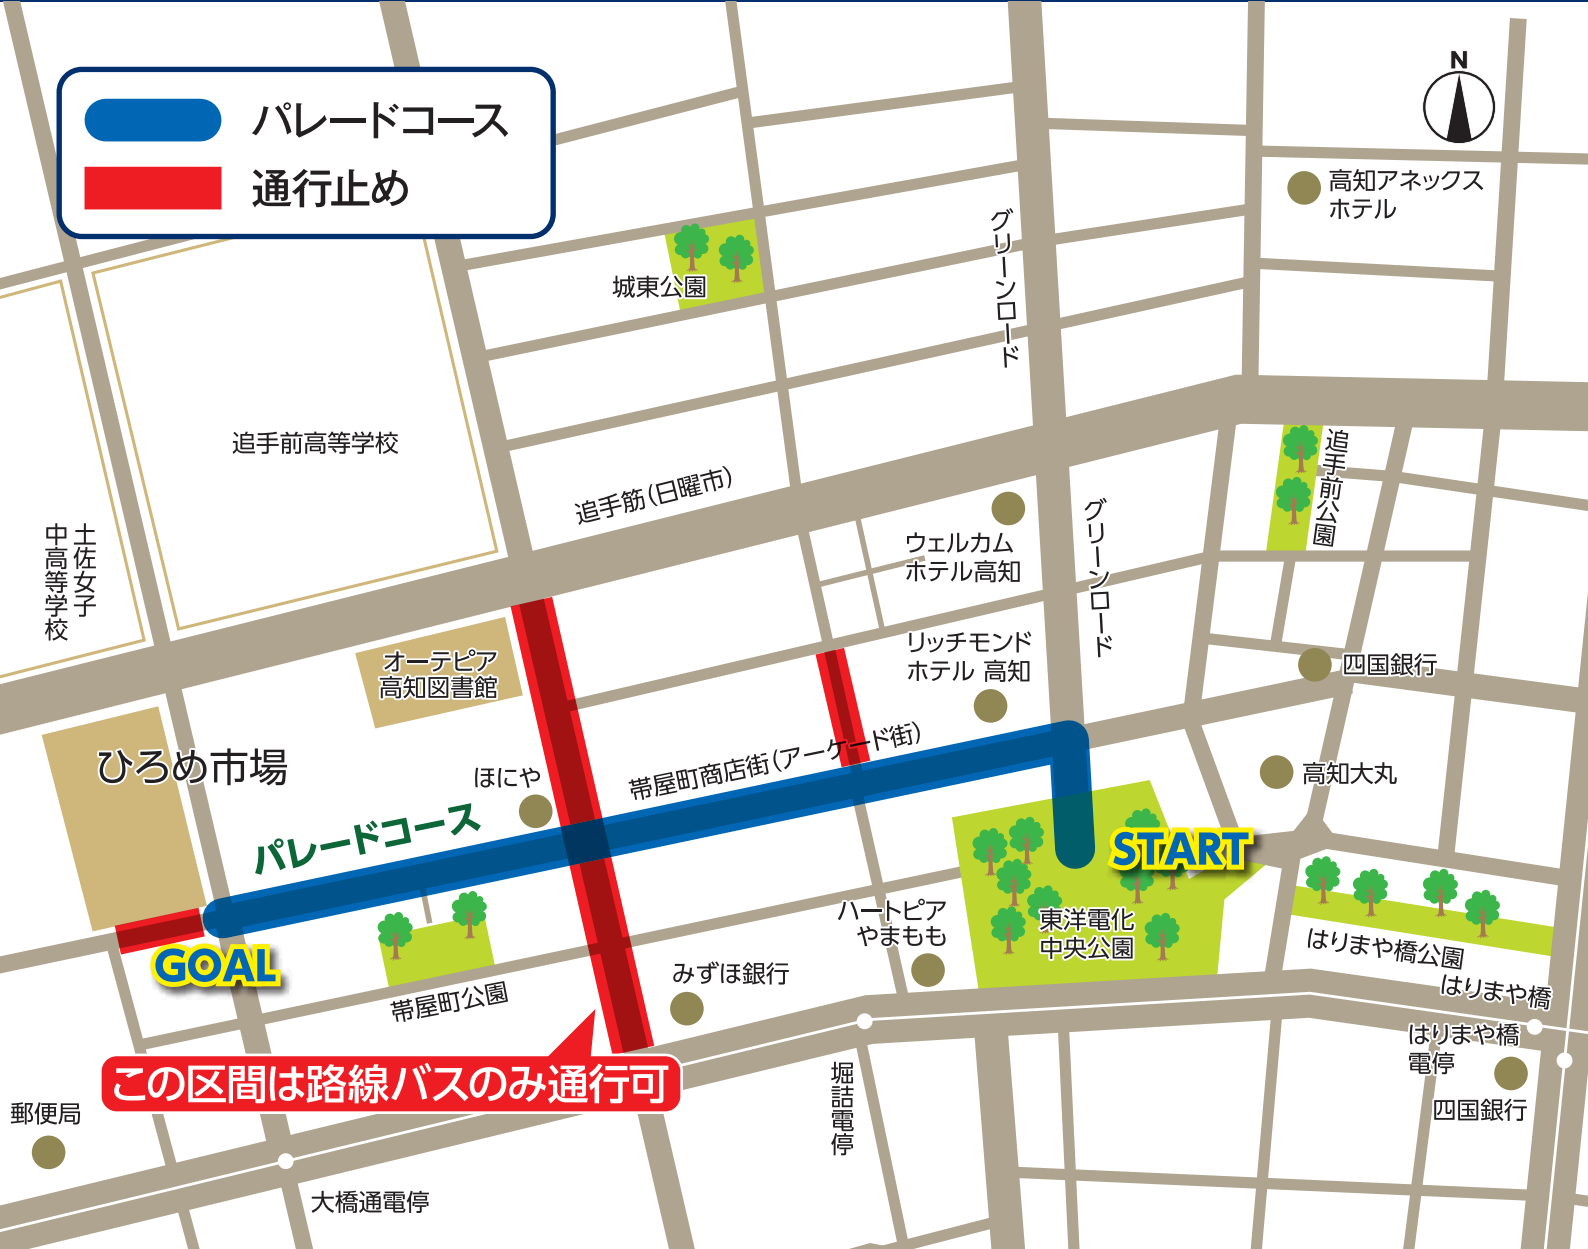 N
パレードコース
通行止め
高知アネックス
ホテル
グリーンロード
城東公園
追手前高等学校
追手筋(日曜市)
追手前公園
土佐女子
中高等学校
ウェルカム
ホテル高知
グリーンロード
リッチモンド
ホテル 高知
オーテピア
高知図書館
四国銀行
ひろめ市場
ほにや
帯屋町商店街(アーケード街)
高知大丸
パレードコース
START
ハートピア
やまもも
東洋電化
中央公園
はりまや橋公園
GOAL
みずほ銀行
帯屋町公園
はりまや橋
はりまや橋
電停
この区間は路線バスのみ通行可
堀詰電停
郵便局
四国銀行
大橋通電停